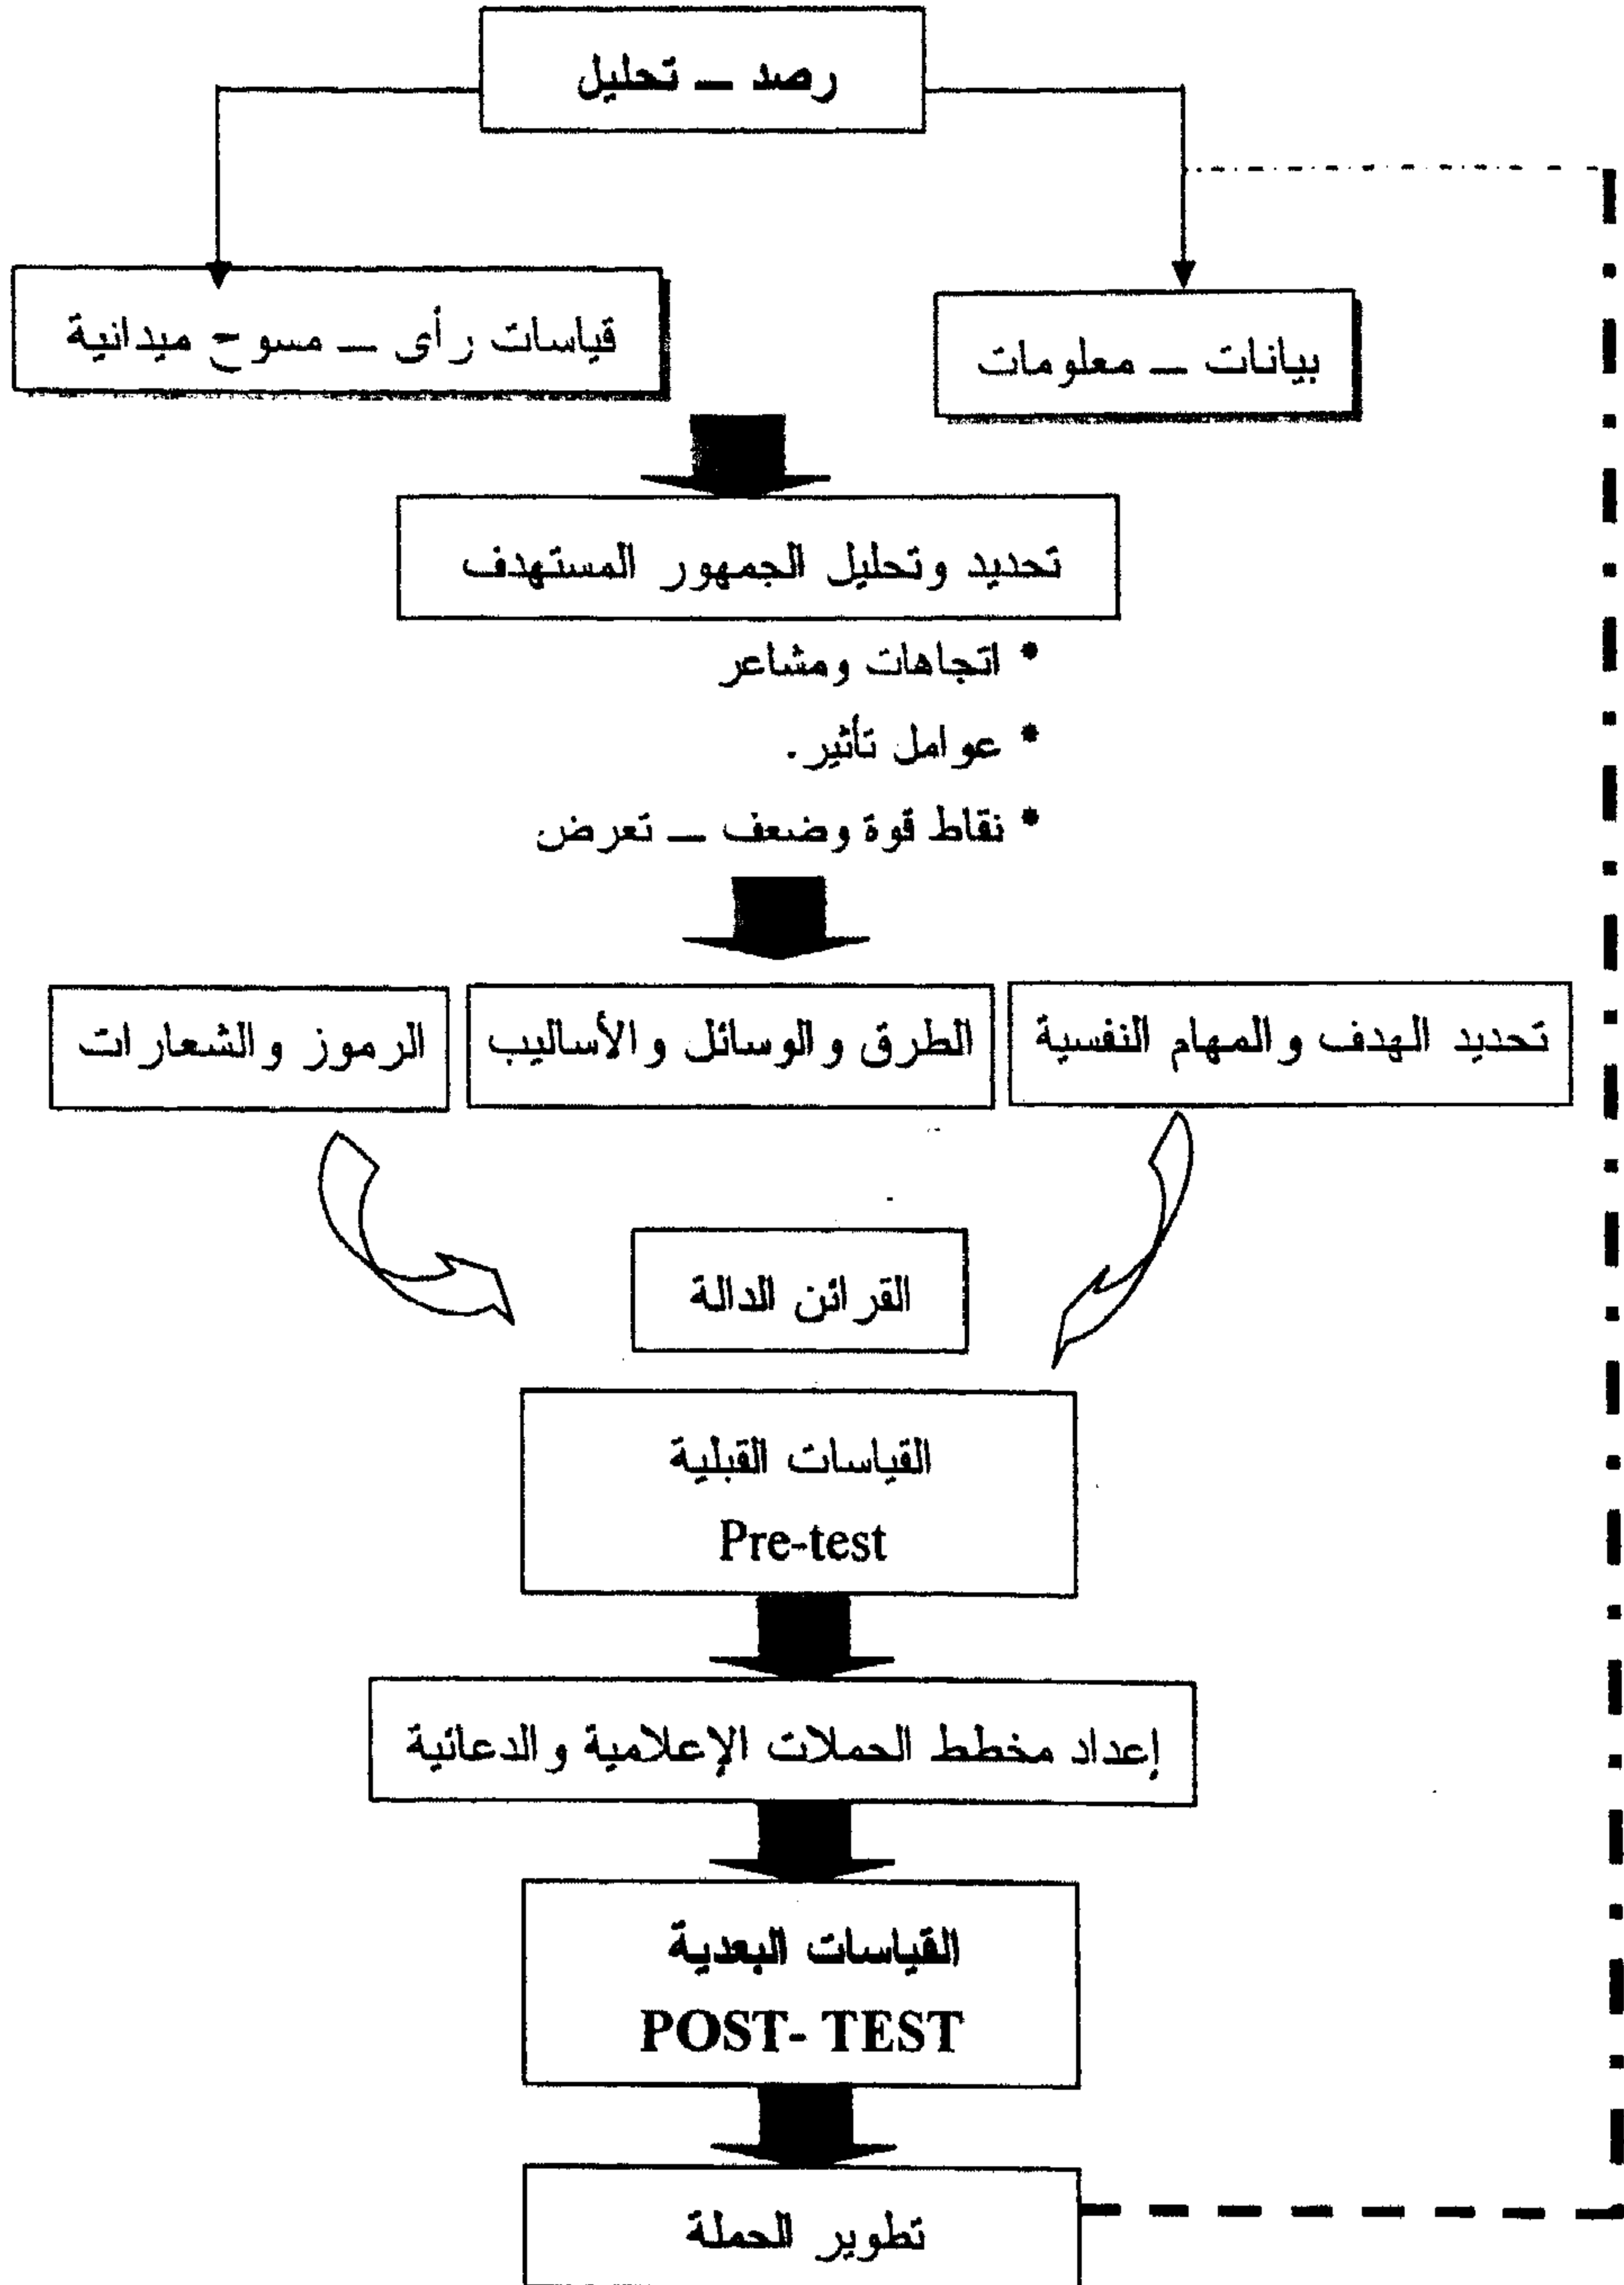 رصد – تحليل
بيانات – معلومات
قياسات رأى – مسوح ميدانية
تحديد وتحليل الجمهور المستهدف
* اتجاهات ومشاعر
* عوامل تأثير.
* نقاط قوة وضعف – تعرض
تحديد الهدف والمهام النفسية
الطرق والوسائل والأساليب
الرموز والشعارات
القرائن الدالة
القياسات القبلية
Pre-test
إعداد مخطط الحملات الإعلامية والدعائية
القياسات البعدية
POST- TEST
تطوير الحملة